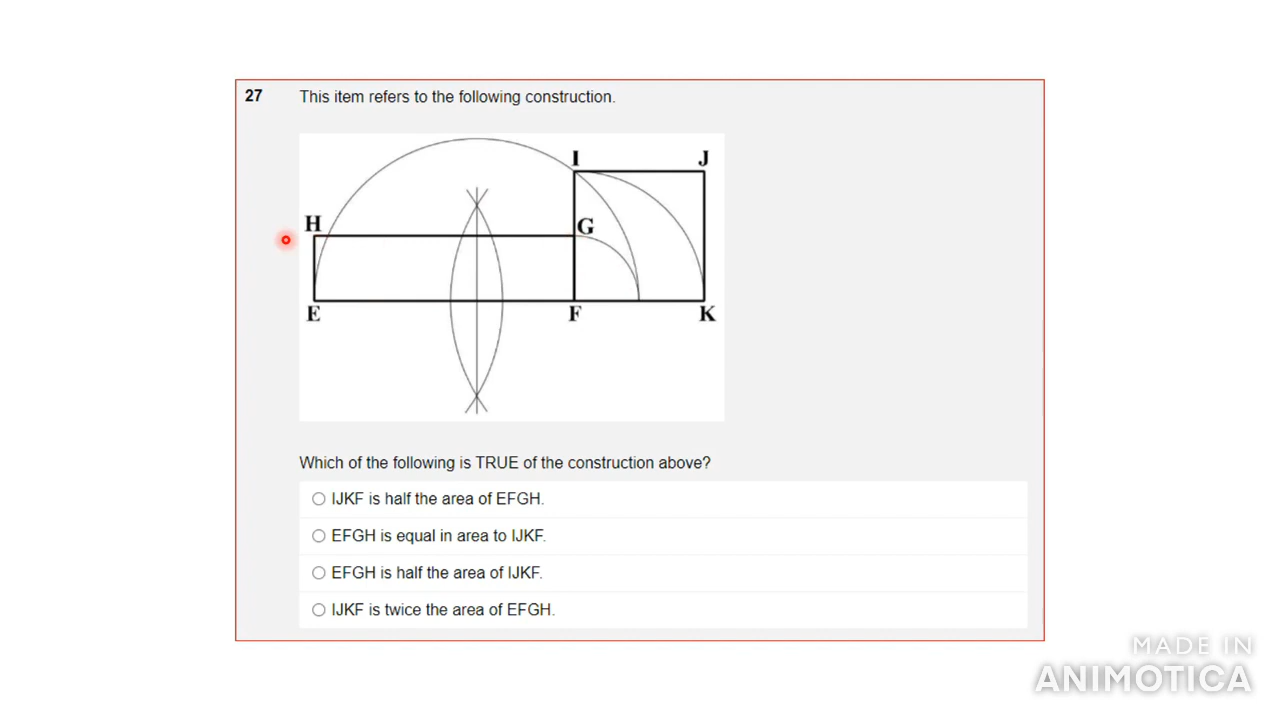 27 This item refers to the following construction.
I J
H G
E F K
Which of the following is TRUE of the construction above?
IJKF is half the area of EFGH.
EFGH is equal in area to IJKF.
EFGH is half the area of IJKF.
IJKF is twice the area of EFGH.
MADE IN
ANIMOTICA